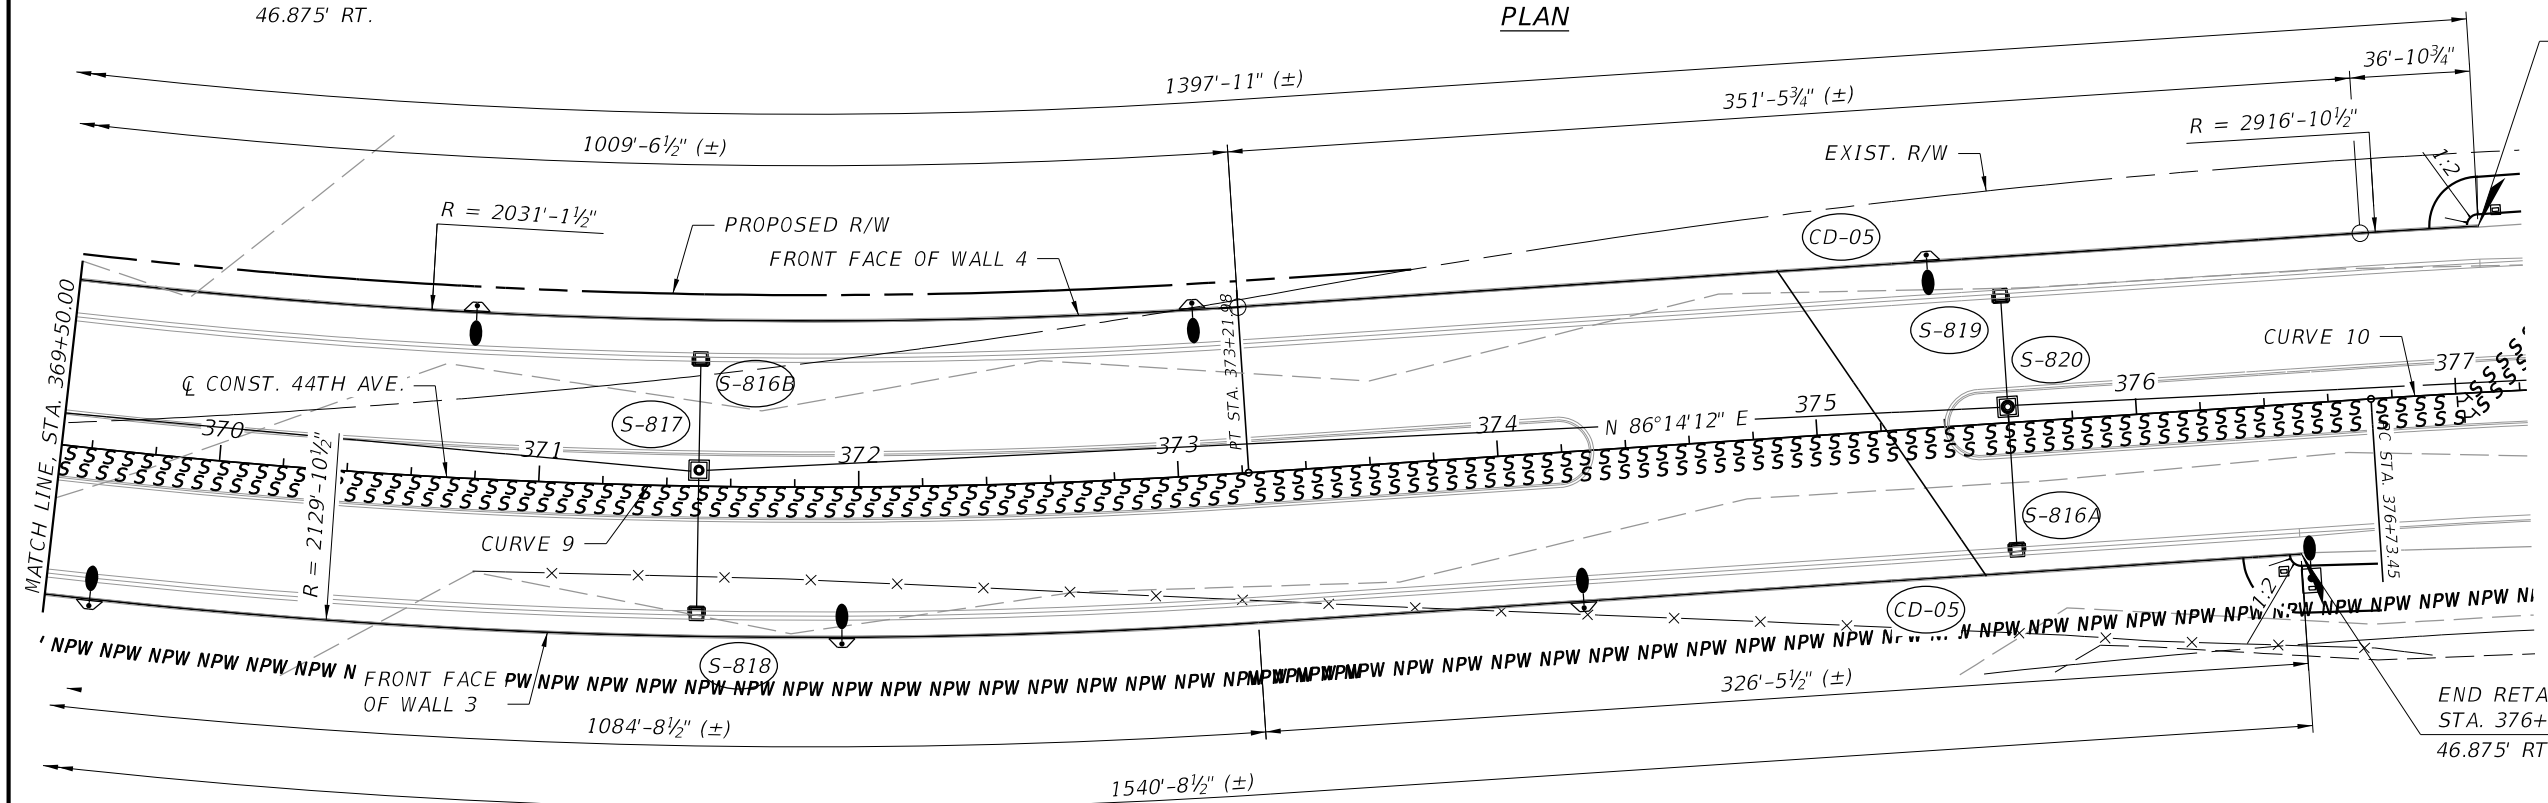 46.875' RT.
PLAN
1397'-11" (±)
36'-10¾"
351'-5¾" (±)
1009'-6½" (±)
R = 2916'-10½"
EXIST. R/W
1:2
R = 2031'-1½"
PROPOSED R/W
FRONT FACE OF WALL 4
CD-05
MATCH LINE, STA. 369+50.00
PT STA. 373+21.98
S-819
CURVE 10
S-820
S-816B
℄ CONST. 44TH AVE.
S-817
370
371
372
373
374
N 86°14'12" E
375
376
377
R = 2129'-10½"
CURVE 9
S-816A
PC STA. 376+73.45
CD-05
1:2
S S S S S S S S
NPW NPW NPW NPW NPW NPW
S-818
FRONT FACE
OF WALL 3
326'-5½" (±)
1084'-8½" (±)
END RETA
STA. 376+
46.875' RT
1540'-8½" (±)